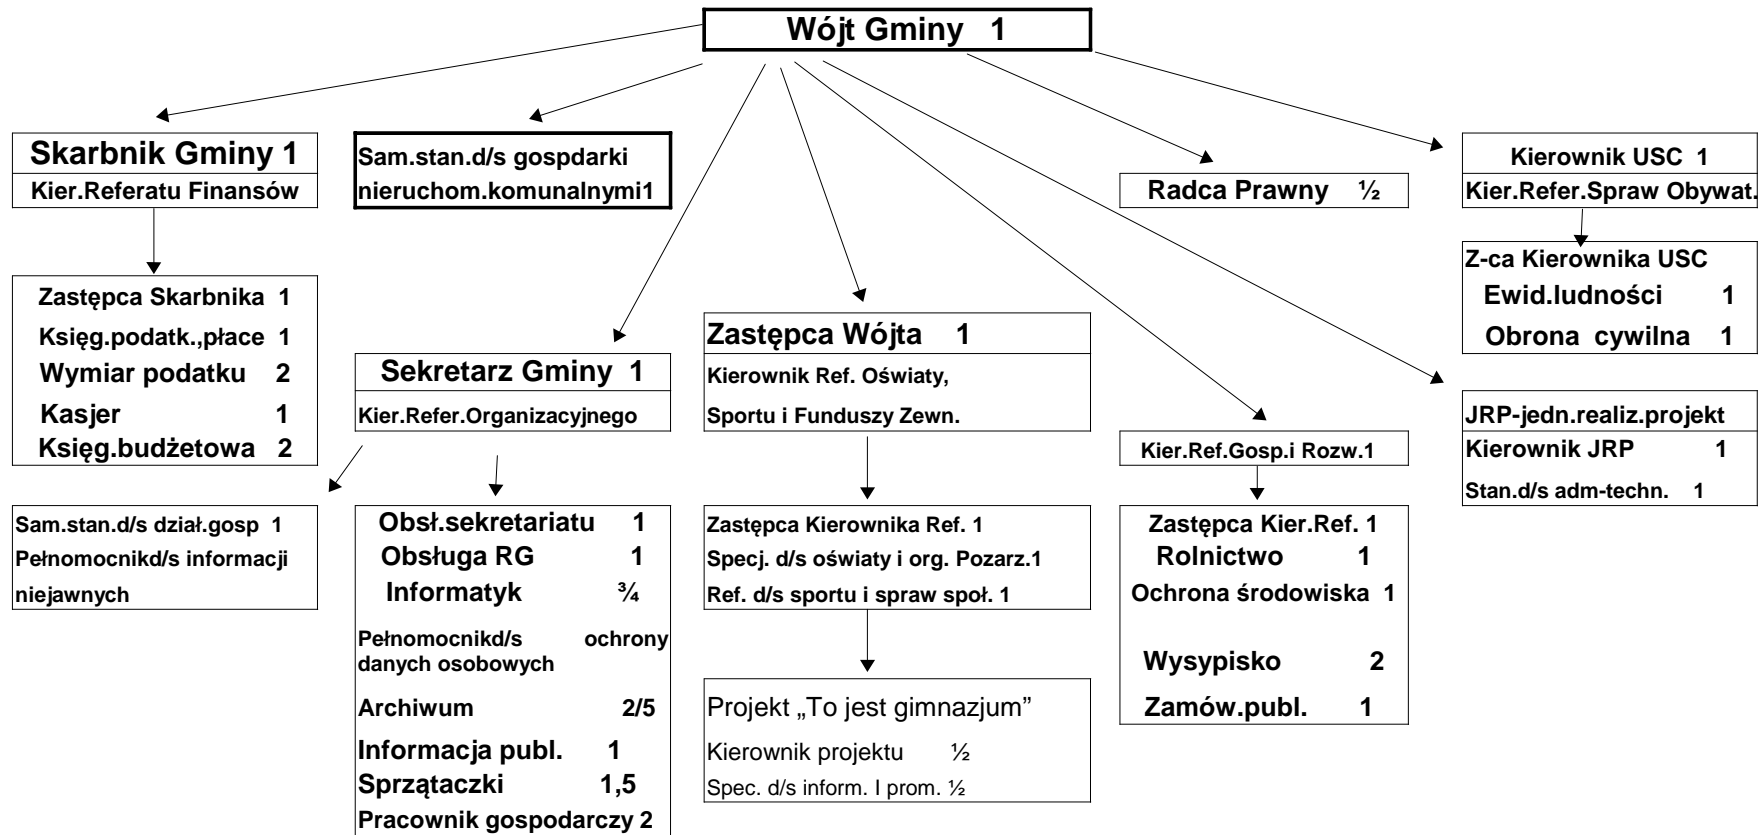 Wójt Gminy 1
Skarbnik Gminy 1
Kier.Referatu Finansów
Sam.stan.d/s gospdarki
nieruchom.komunalnymi1
Radca Prawny ½
Kierownik USC 1
Kier.Refer.Spraw Obywat.
Z-ca Kierownika USC
Ewid.ludności 1
Obrona cywilna 1
Zastępca Skarbnika 1
Księg.podatk.,płace 1
Wymiar podatku 2
Kasjer 1
Księg.budżetowa 2
Sekretarz Gminy 1
Kier.Refer.Organizacyjnego
Zastępca Wójta 1
Kierownik Ref. Oświaty,
Sportu i Funduszy Zewn.
Kier.Ref.Gosp.i Rozw.1
JRP-jedn.realiz.projekt
Kierownik JRP 1
Stan.d/s adm-techn. 1
Sam.stan.d/s dział.gosp 1
Pełnomocnikd/s informacji
niejawnych
Obsł.sekretariatu 1
Obsługa RG 1
Informatyk ¾
Pełnomocnikd/s ochrony
danych osobowych
Archiwum 2/5
Informacja publ. 1
Sprzątaczki 1,5
Pracownik gospodarczy 2
Zastępca Kierownika Ref. 1
Specj. d/s oświaty i org. Pozarz.1
Ref. d/s sportu i spraw społ. 1
Projekt „To jest gimnazjum”
Kierownik projektu ½
Spec. d/s inform. I prom. ½
Zastępca Kier.Ref. 1
Rolnictwo 1
Ochrona środowiska 1
Wysypisko 2
Zamów.publ. 1